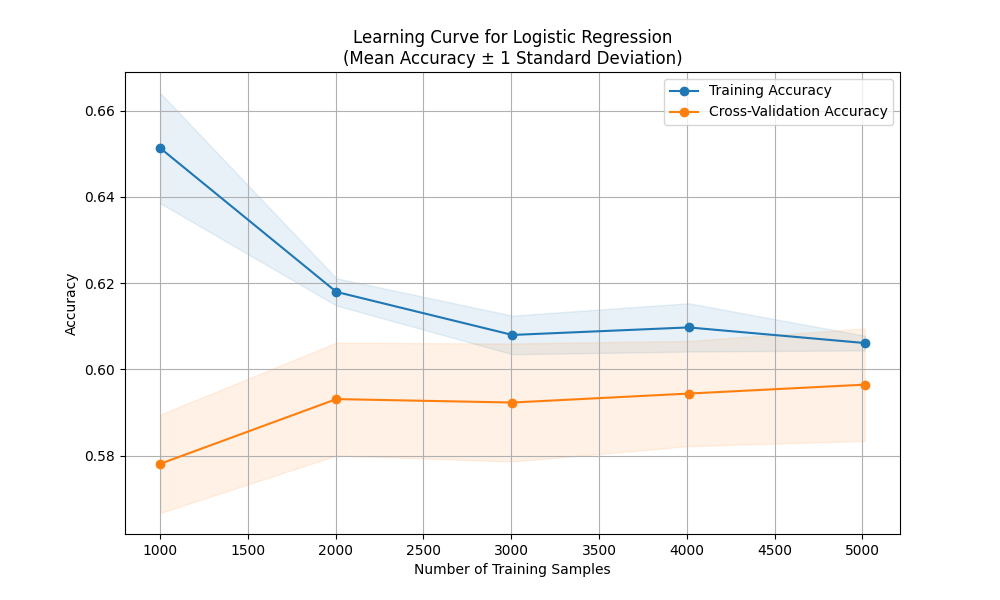 Learning Curve for Logistic Regression
(Mean Accuracy ± 1 Standard Deviation)
Training Accuracy
Cross-Validation Accuracy
Accuracy
0.66
0.64
0.62
0.60
0.58
1000 1500 2000 2500 3000 3500 4000 4500 5000
Number of Training Samples